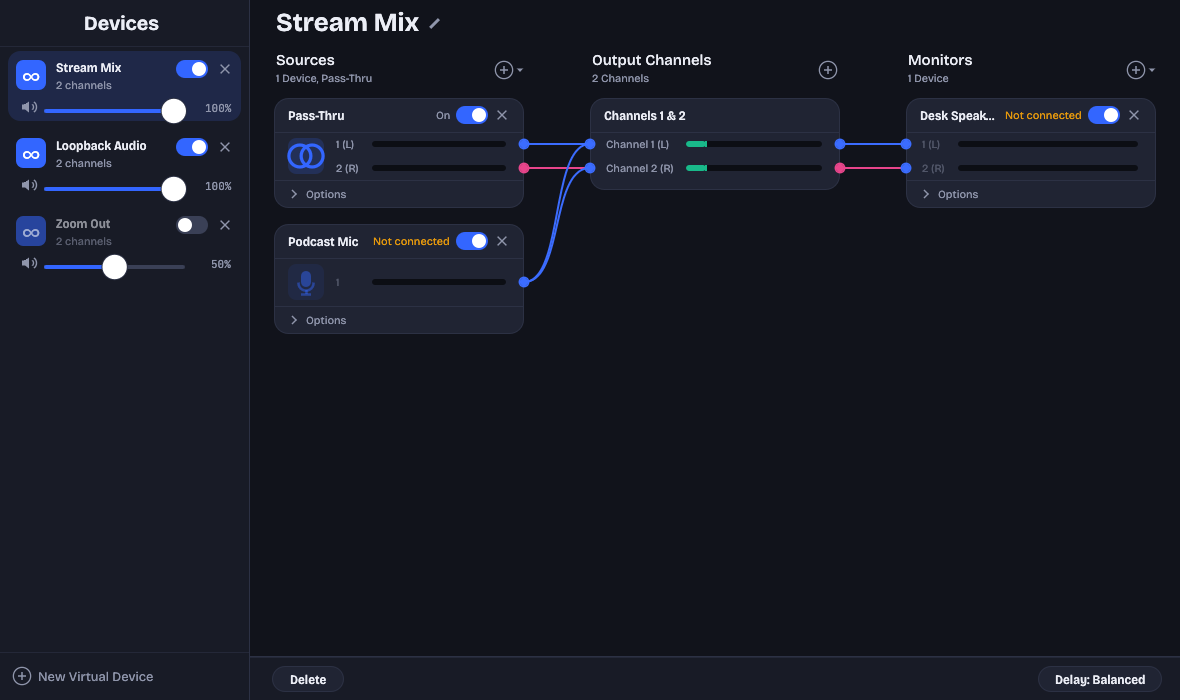 Devices
Stream Mix
2 channels
100%
Loopback Audio
2 channels
100%
Zoom Out
2 channels
50%
New Virtual Device
Stream Mix
Sources
1 Device, Pass-Thru
Pass-Thru On
1 (L)
2 (R)
Options
Podcast Mic Not connected
1
Options
Output Channels
2 Channels
Channels 1 & 2
Channel 1 (L)
Channel 2 (R)
Monitors
1 Device
Desk Speak... Not connected
1 (L)
2 (R)
Options
Delete
Delay: Balanced